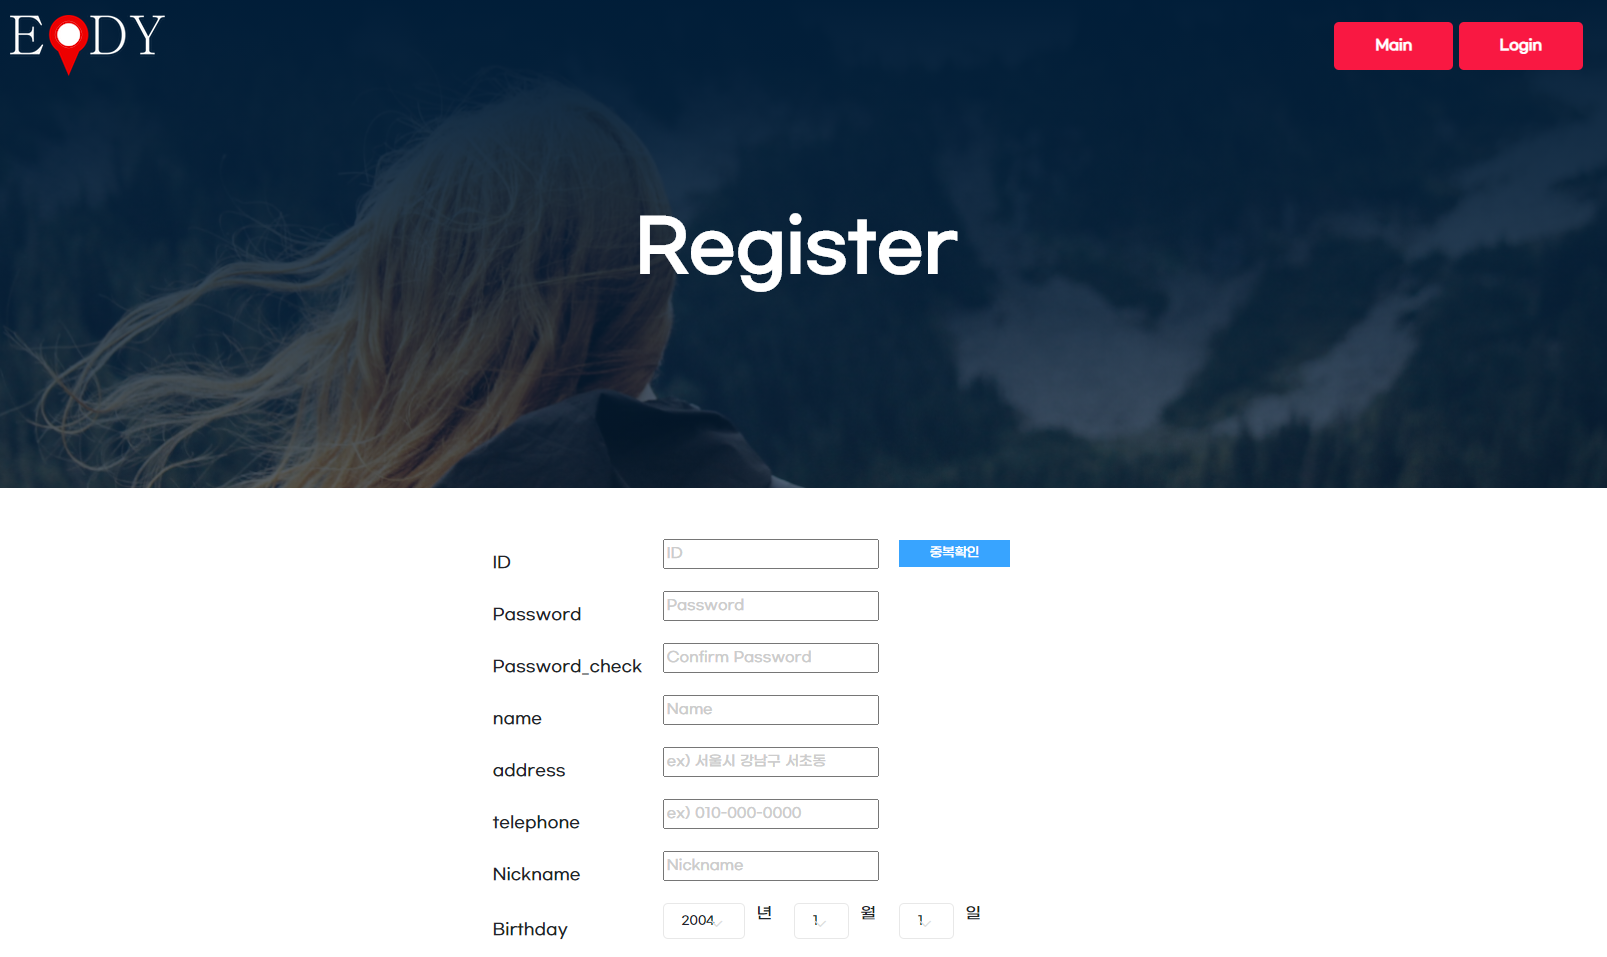 EODY
Main Login
Register
ID ID 중복확인
Password Password
Password_check Confirm Password
name Name
address ex) 서울시 강남구 서초동
telephone ex) 010-000-0000
Nickname Nickname
Birthday 2004 년 1 월 1 일